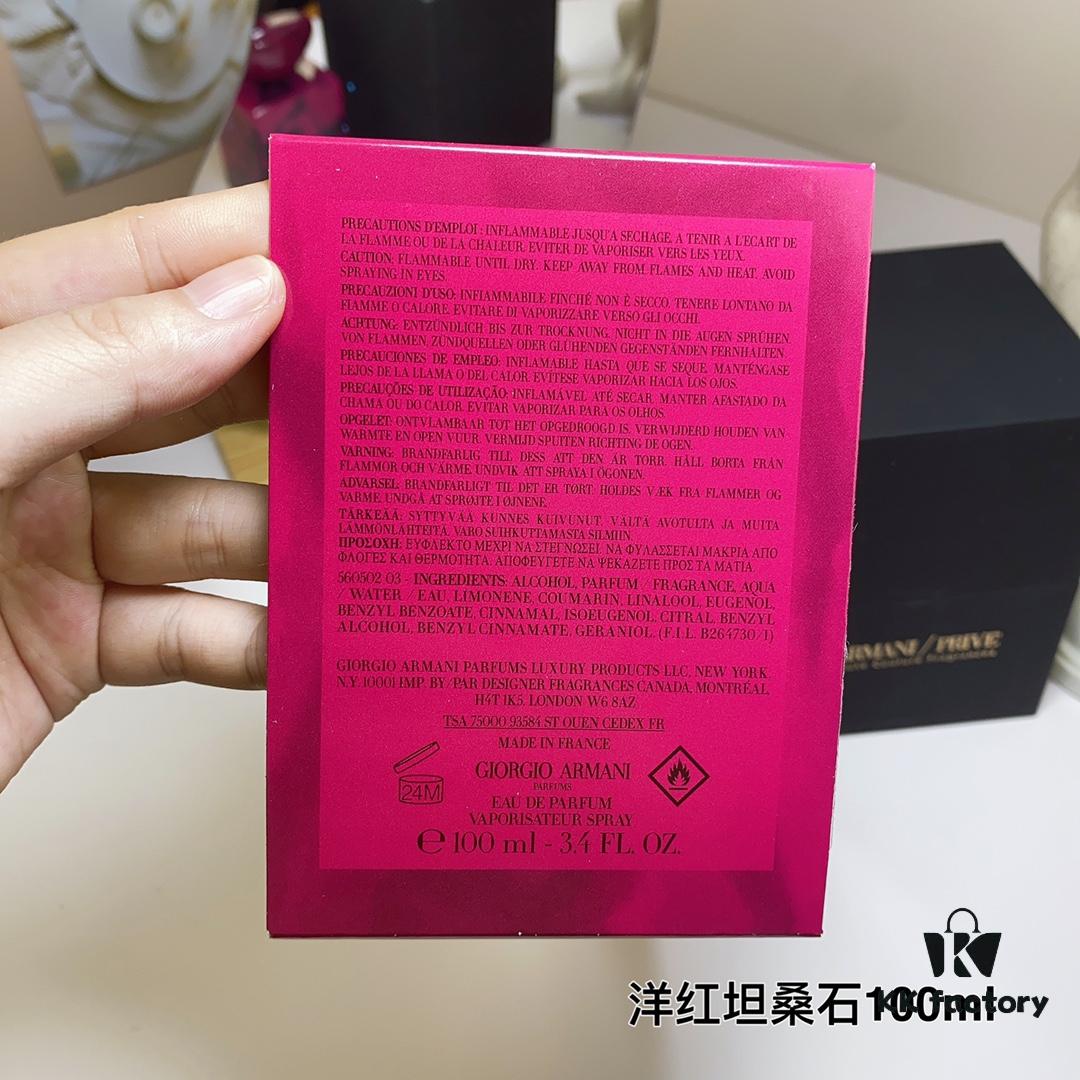 PRECAUTIONS D'EMPLOI : INFLAMMABLE JUSQU'A SECHAGE, A TENIR A L'ECART DE
LA FLAMME OU DE LA CHALEUR. EVITER DE VAPORISER VERS LES YEUX.
CAUTION: FLAMMABLE UNTIL DRY. KEEP AWAY FROM FLAMES AND HEAT. AVOID
SPRAYING IN EYES.
PRECAUZIONI D'USO: INFIAMMABILE FINCHÉ NON È SECCO. TENERE LONTANO DA
FIAMME O CALORE. EVITARE DI VAPORIZZARE VERSO GLI OCCHI.
ACHTUNG: ENTZÜNDLICH BIS ZUR TROCKNUNG. NICHT IN DIE AUGEN SPRÜHEN.
VON FLAMMEN, ZÜNDQUELLEN ODER GLÜHENDEN GEGENSTÄNDEN FERNHALTEN.
PRECAUCIONES DE EMPLEO: INFLAMABLE HASTA QUE SE SEQUE. MANTÉNGASE
LEJOS DE LA LLAMA O DEL CALOR. EVÍTESE VAPORIZAR HACIA LOS OJOS.
PRECAUÇÕES DE UTILIZAÇÃO: INFLAMÁVEL ATÉ SECAR. MANTER AFASTADO DA
CHAMA OU DO CALOR. EVITAR VAPORIZAR PARA OS OLHOS.
OPGELET: ONTVLAMBAAR TOT HET OPGEDROOGD IS. VERWIJDERD HOUDEN VAN
WARMTE EN OPEN VUUR. VERMIJD SPUITEN RICHTING DE OGEN.
VARNING: BRANDFARLIG TILL DESS ATT DEN ÄR TORR. HÅLL BORTA FRÅN
FLAMMOR OCH VÄRME. UNDVIK ATT SPRAYA I ÖGONEN.
ADVARSEL: BRANDFARLIGT TIL DET ER TØRT. HOLDES VÆK FRA FLAMMER OG
VARME. UNDGÅ AT SPRØJTE I ØJNENE.
TÄRKEÄÄ: SYTTYVÄÄ KUNNES KUIVUNUT. VÄLTÄ AVOTULTA JA MUITA
LÄMMÖNLÄHTEITÄ. VARO SUIHKUTTAMASTA SILMIIN.
ΠΡΟΣΟΧΗ: ΕΥΦΛΕΚΤΟ ΜΕΧΡΙ ΝΑ ΣΤΕΓΝΩΣΕΙ. ΝΑ ΦΥΛΑΣΣΕΤΑΙ ΜΑΚΡΙΑ ΑΠΟ
ΦΛΟΓΕΣ ΚΑΙ ΘΕΡΜΟΤΗΤΑ. ΑΠΟΦΕΥΓΕΤΕ ΝΑ ΨΕΚΑΖΕΤΕ ΠΡΟΣ ΤΑ ΜΑΤΙΑ.
560502 03 - INGREDIENTS: ALCOHOL, PARFUM / FRAGRANCE, AQUA
/ WATER / EAU, LIMONENE, COUMARIN, LINALOOL, EUGENOL,
BENZYL BENZOATE, CINNAMAL, ISOEUGENOL, CITRAL, BENZYL
ALCOHOL, BENZYL CINNAMATE, GERANIOL. (F.I.L. B264730/1)
GIORGIO ARMANI PARFUMS LUXURY PRODUCTS LLC, NEW YORK.
N.Y. 10001 IMP. BY/PAR DESIGNER FRAGRANCES CANADA, MONTRÉAL,
H4T 1K5. LONDON W6 8AZ
TSA 75000 93584 ST OUEN CEDEX FR
MADE IN FRANCE
24M
GIORGIO ARMANI
PARFUMS
EAU DE PARFUM
VAPORISATEUR SPRAY
℮ 100 ml - 3.4 FL. OZ.
ARMANI / PRIVE
洋红坦桑石100ml
K
KK factory